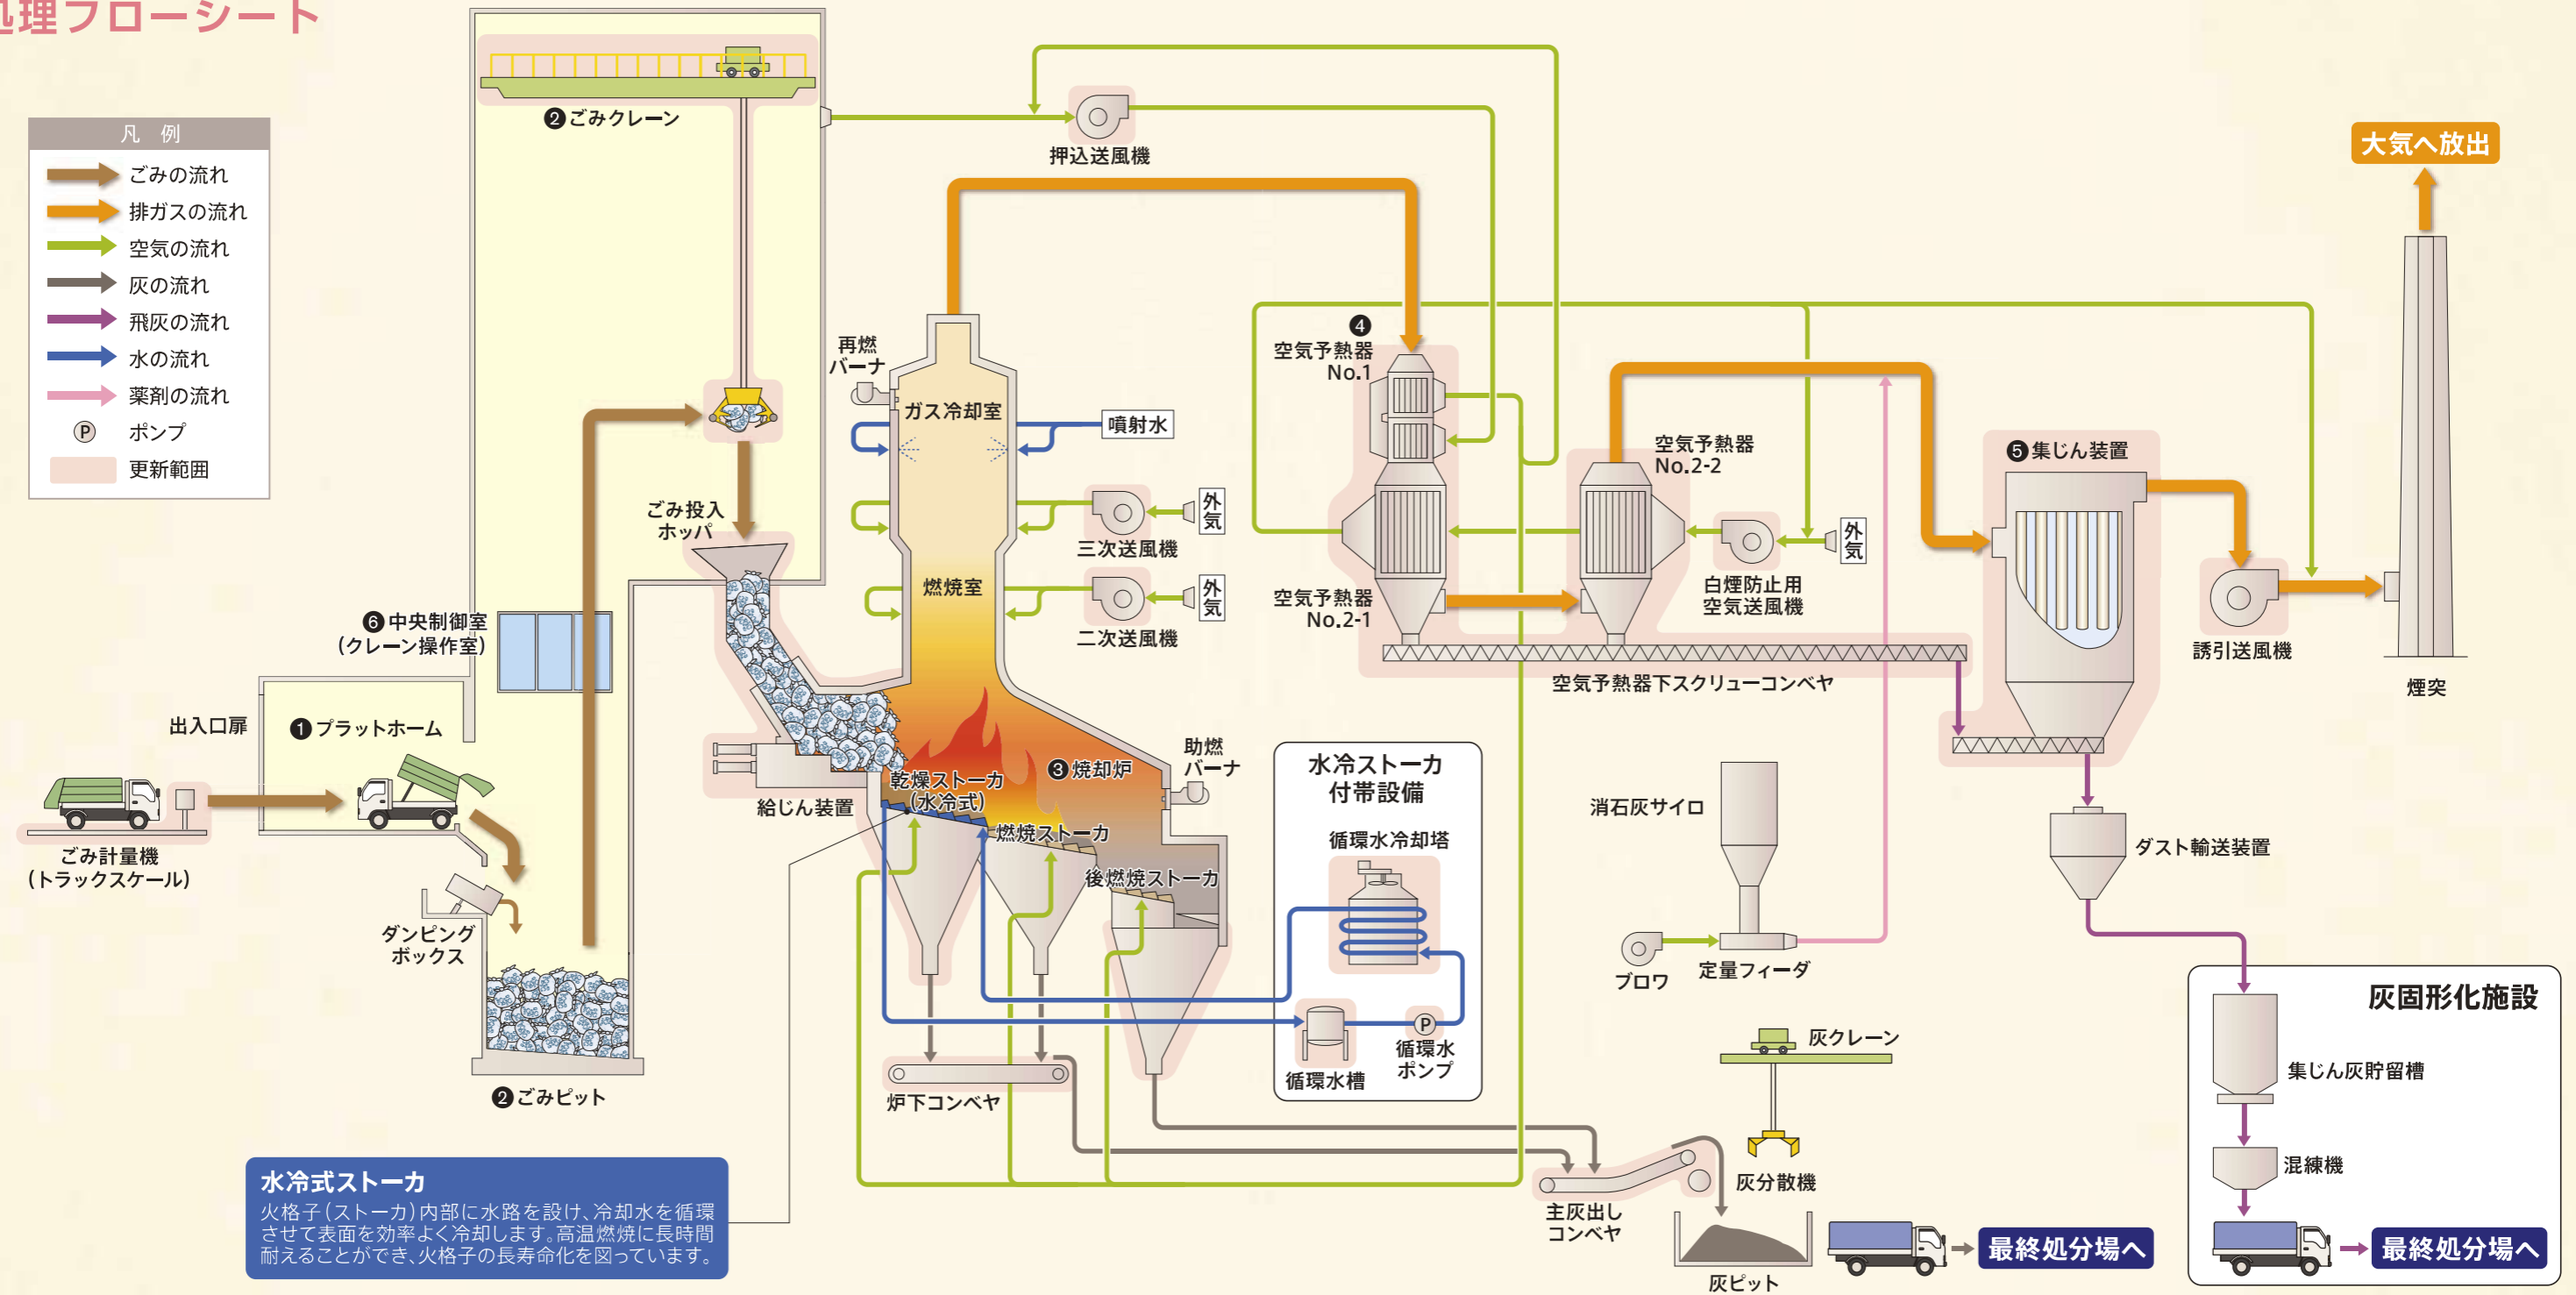 処理フローシート
凡 例
ごみの流れ
排ガスの流れ
空気の流れ
灰の流れ
飛灰の流れ
水の流れ
薬剤の流れ
P
ポンプ
更新範囲
❷ごみクレーン
押込送風機
大気へ放出
再燃
バーナ
ガス冷却室
噴射水
❹
空気予熱器
No.1
空気予熱器
No.2-2
❺集じん装置
ごみ投入
ホッパ
外気
三次送風機
外気
燃焼室
外気
二次送風機
空気予熱器
No.2-1
白煙防止用
空気送風機
誘引送風機
煙突
❻中央制御室
(クレーン操作室)
空気予熱器下スクリューコンベヤ
出入口扉
❶プラットホーム
助燃
バーナ
水冷ストーカ
付帯設備
❸焼却炉
乾燥ストーカ
(水冷式)
給じん装置
消石灰サイロ
燃焼ストーカ
循環水冷却塔
ダスト輸送装置
ごみ計量機
(トラックスケール)
後燃焼ストーカ
ダンピング
ボックス
ブロワ
定量フィーダ
灰固形化施設
P
灰クレーン
循環水
ポンプ
循環水槽
集じん灰貯留槽
❷ごみピット
炉下コンベヤ
混練機
灰分散機
水冷式ストーカ
火格子(ストーカ)内部に水路を設け、冷却水を循環
させて表面を効率よく冷却します。高温燃焼に長時間
耐えることができ、火格子の長寿命化を図っています。
主灰出し
コンベヤ
最終処分場へ
最終処分場へ
灰ピット